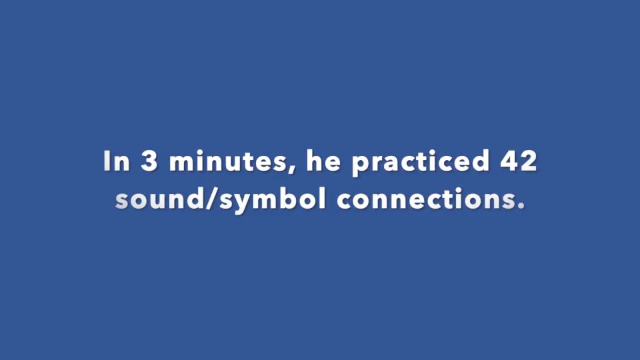 In 3 minutes, he practiced 42
sound/symbol connections.